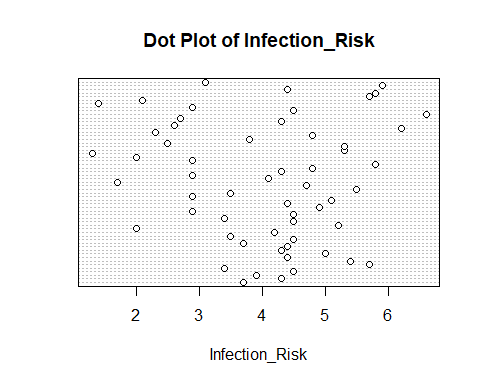 Dot Plot of Infection_Risk
2 3 4 5 6
Infection_Risk